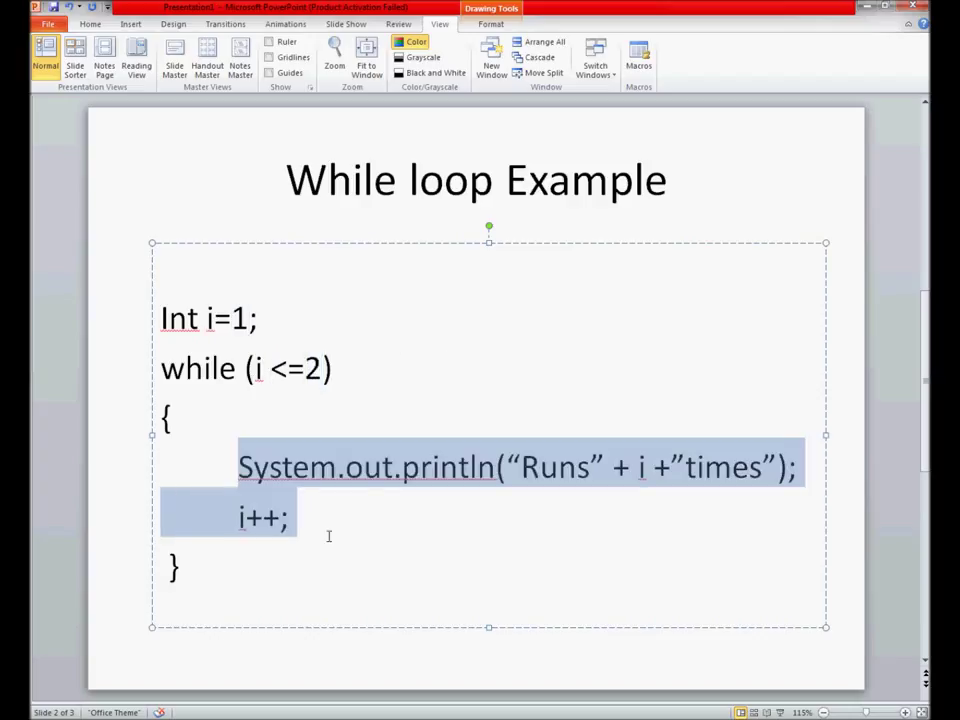 Presentation1 - Microsoft PowerPoint (Product Activation Failed)
Drawing Tools
File Home Insert Design Transitions Animations Slide Show Review View Format
Normal
Slide Sorter
Notes Page
Reading View
Presentation Views
Slide Master
Handout Master
Notes Master
Master Views
Ruler
Gridlines
Guides
Show
Zoom
Fit to Window
Zoom
Color
Grayscale
Black and White
Color/Grayscale
New Window
Arrange All
Cascade
Move Split
Switch Windows
Window
Macros
Macros
While loop Example
Int i=1;
while (i <=2)
{
System.out.println(“Runs” + i +”times”);
i++;
}
Slide 2 of 3 "Office Theme" 115%